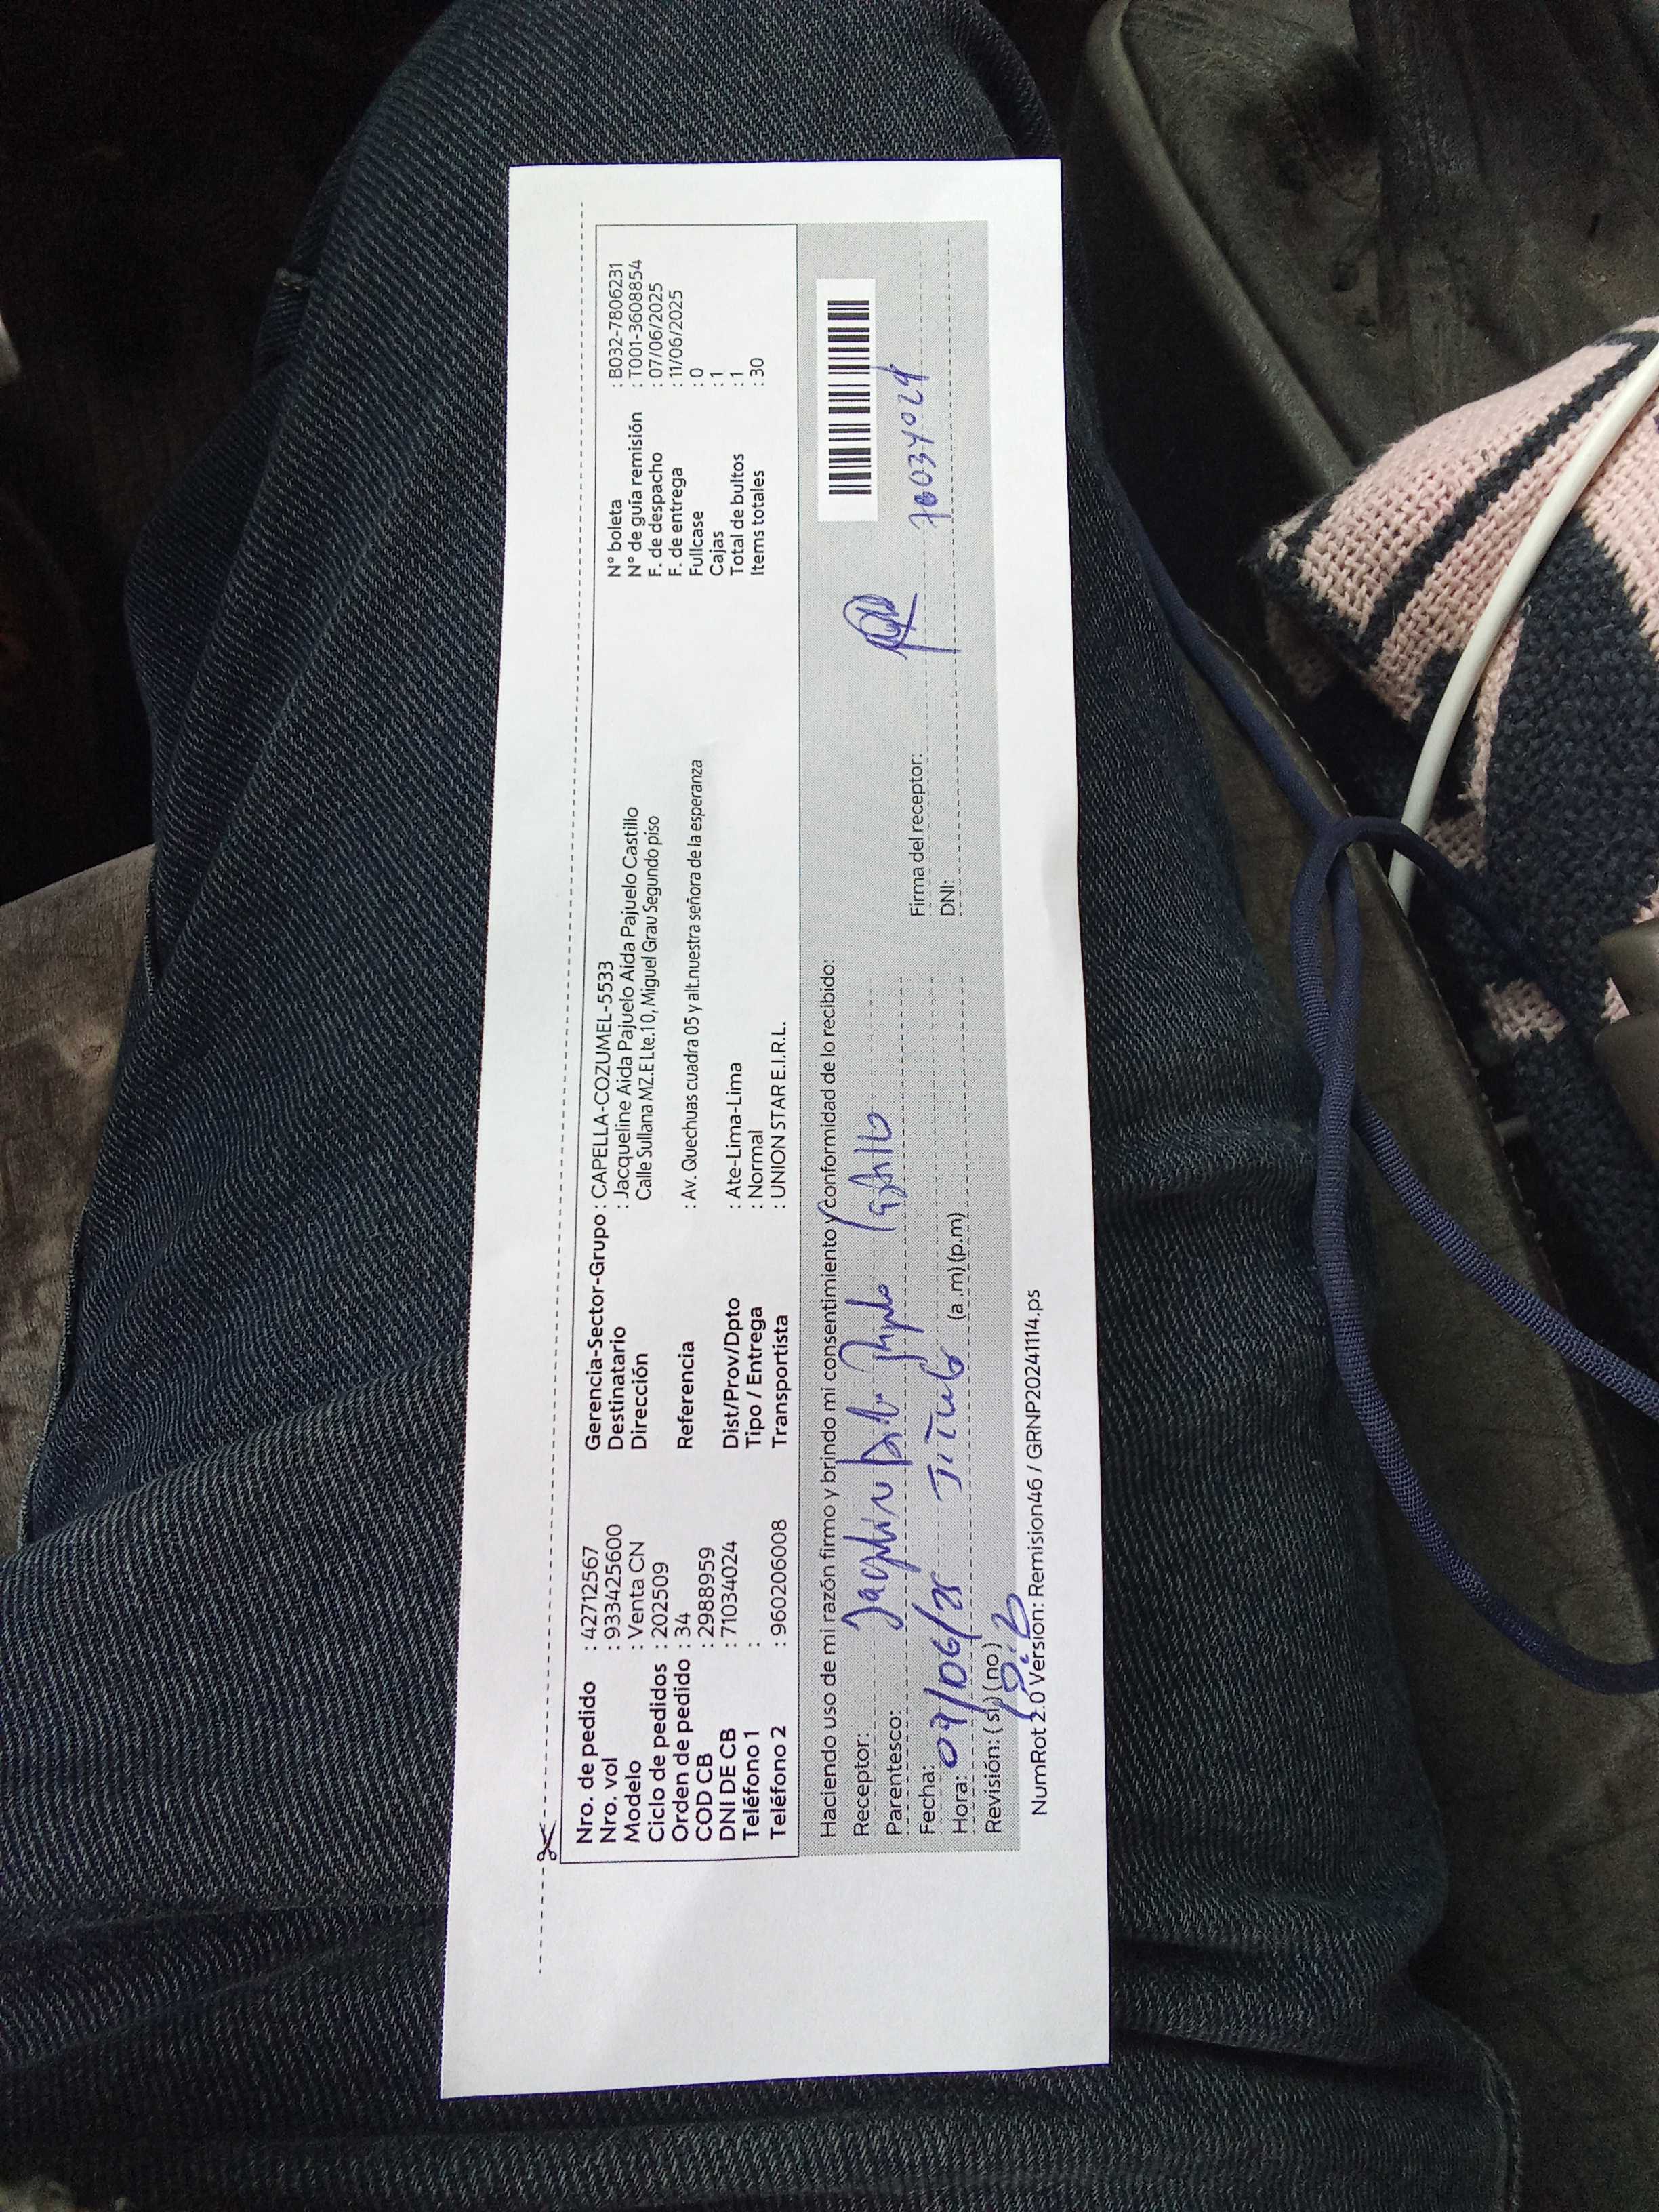 Nro. de pedido : 42712567
Nro. vol : 933425600
Modelo : Venta CN
Ciclo de pedidos : 202509
Orden de pedido : 34
COD CB : 2988959
DNI DE CB : 71034024
Teléfono 1 :
Teléfono 2 : 960206008
Gerencia-Sector-Grupo : CAPELLA-COZUMEL-5533
Destinatario : Jacqueline Aida Pajuelo Aida Pajuelo Castillo
Dirección Calle Sullana MZ.E Lte.10, Miguel Grau Segundo piso
Referencia : Av. Quechuas cuadra 05 y alt.nuestra señora de la esperanza
Dist/Prov/Dpto : Ate-Lima-Lima
Tipo / Entrega : Normal
Transportista : UNION STAR E.I.R.L.
N° boleta : B032-7806231
N° de guía remisión : T001-3608854
F. de despacho : 07/06/2025
F. de entrega : 11/06/2025
Fullcase : 0
Cajas : 1
Total de bultos : 1
Items totales : 30
Haciendo uso de mi razón firmo y brindo mi consentimiento y conformidad de lo recibido:
Receptor: Castillo
Parentesco: Titular
Fecha: 09/06/25
Hora: (a .m) (p.m)
Revisión: (si) (no)
Firma del receptor:
DNI:
NumRot 2.0 Version: Remision46 / GRNP20241114.ps